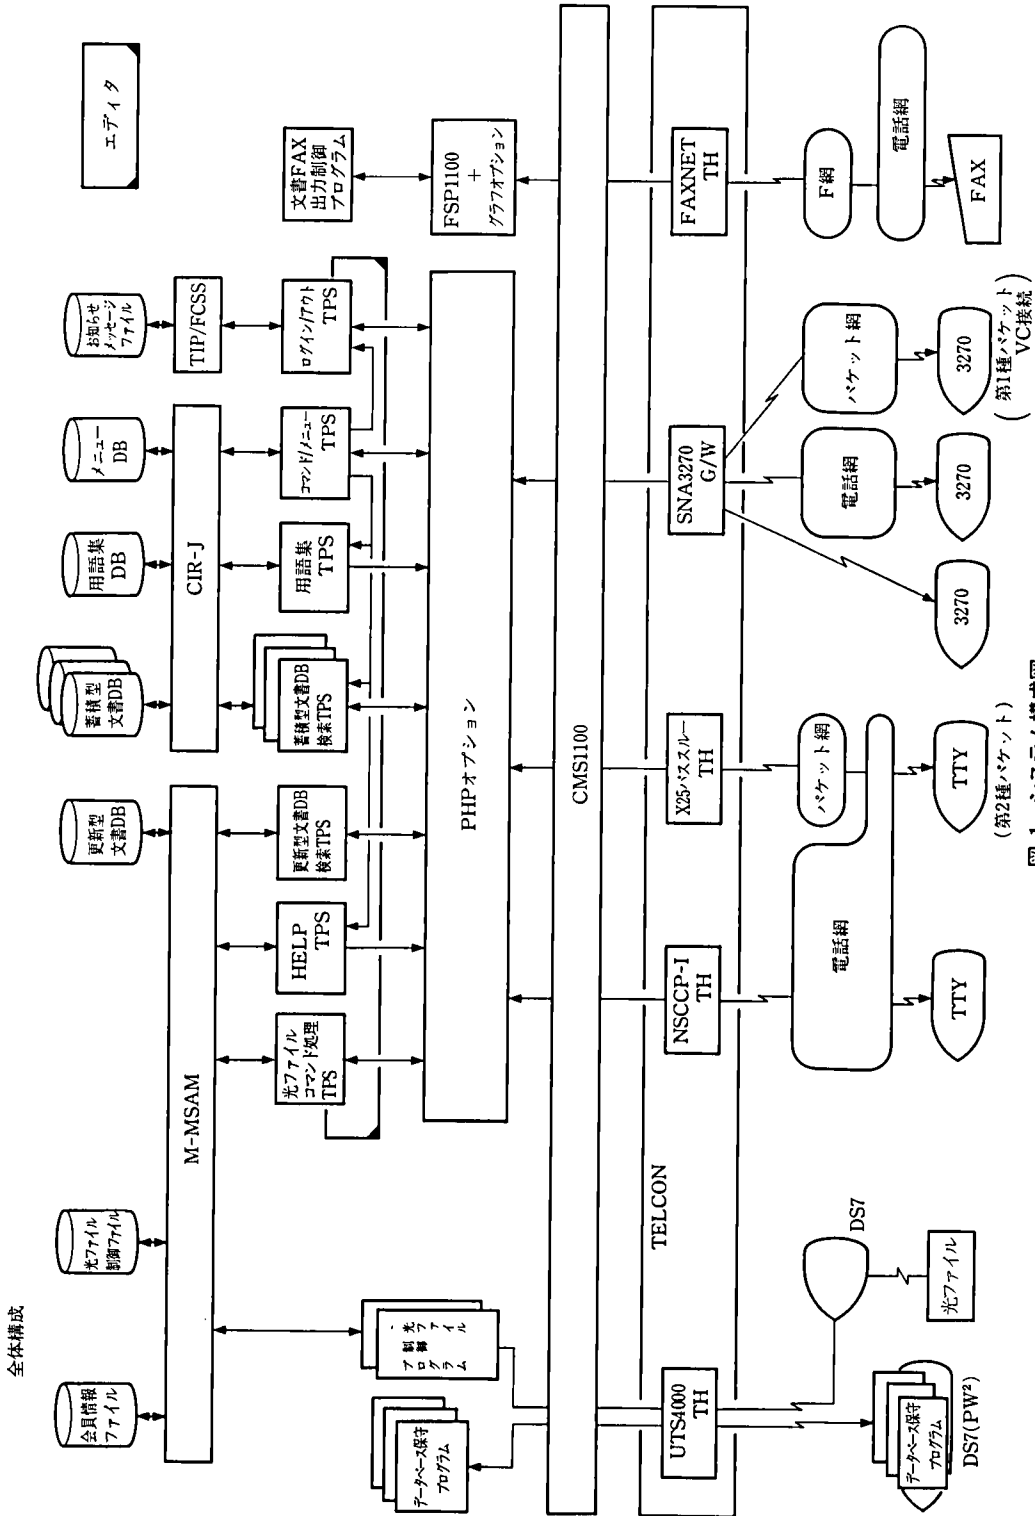 全体構成
会員情報
ファイル
光ファイル
制御ファイル
更新型
文書DB
蓄積型
文書DB
用語集
DB
メニュー
DB
お知らせ
メッセージ
ファイル
エディタ
M-MSAM
CIR-J
TIP/FCSS
文書FAX
出力制御
プログラム
光ファイル
コマンド処理
TPS
HELP
TPS
更新型文書DB
検索TPS
蓄積型文書DB
検索TPS
用語集
TPS
コマンド/メニュー
TPS
ログイン/アウト
TPS
光ファイル
制御
プログラム
データベース保守
プログラム
PHPオプション
FSP1100
+
グラフオプション
CMS1100
TELCON
UTS4000
TH
NSCCP-I
TH
X25パススルー
TH
SNA3270
G/W
FAXNET
TH
DS7
光ファイル
データベース保守
プログラム
DS7(PW²)
電話網
パケット網
電話網
パケット網
F網
電話網
TTY
TTY
(第2種パケット)
3270
3270
3270
(第1種パケット
VC接続)
FAX
図1 システム構成図